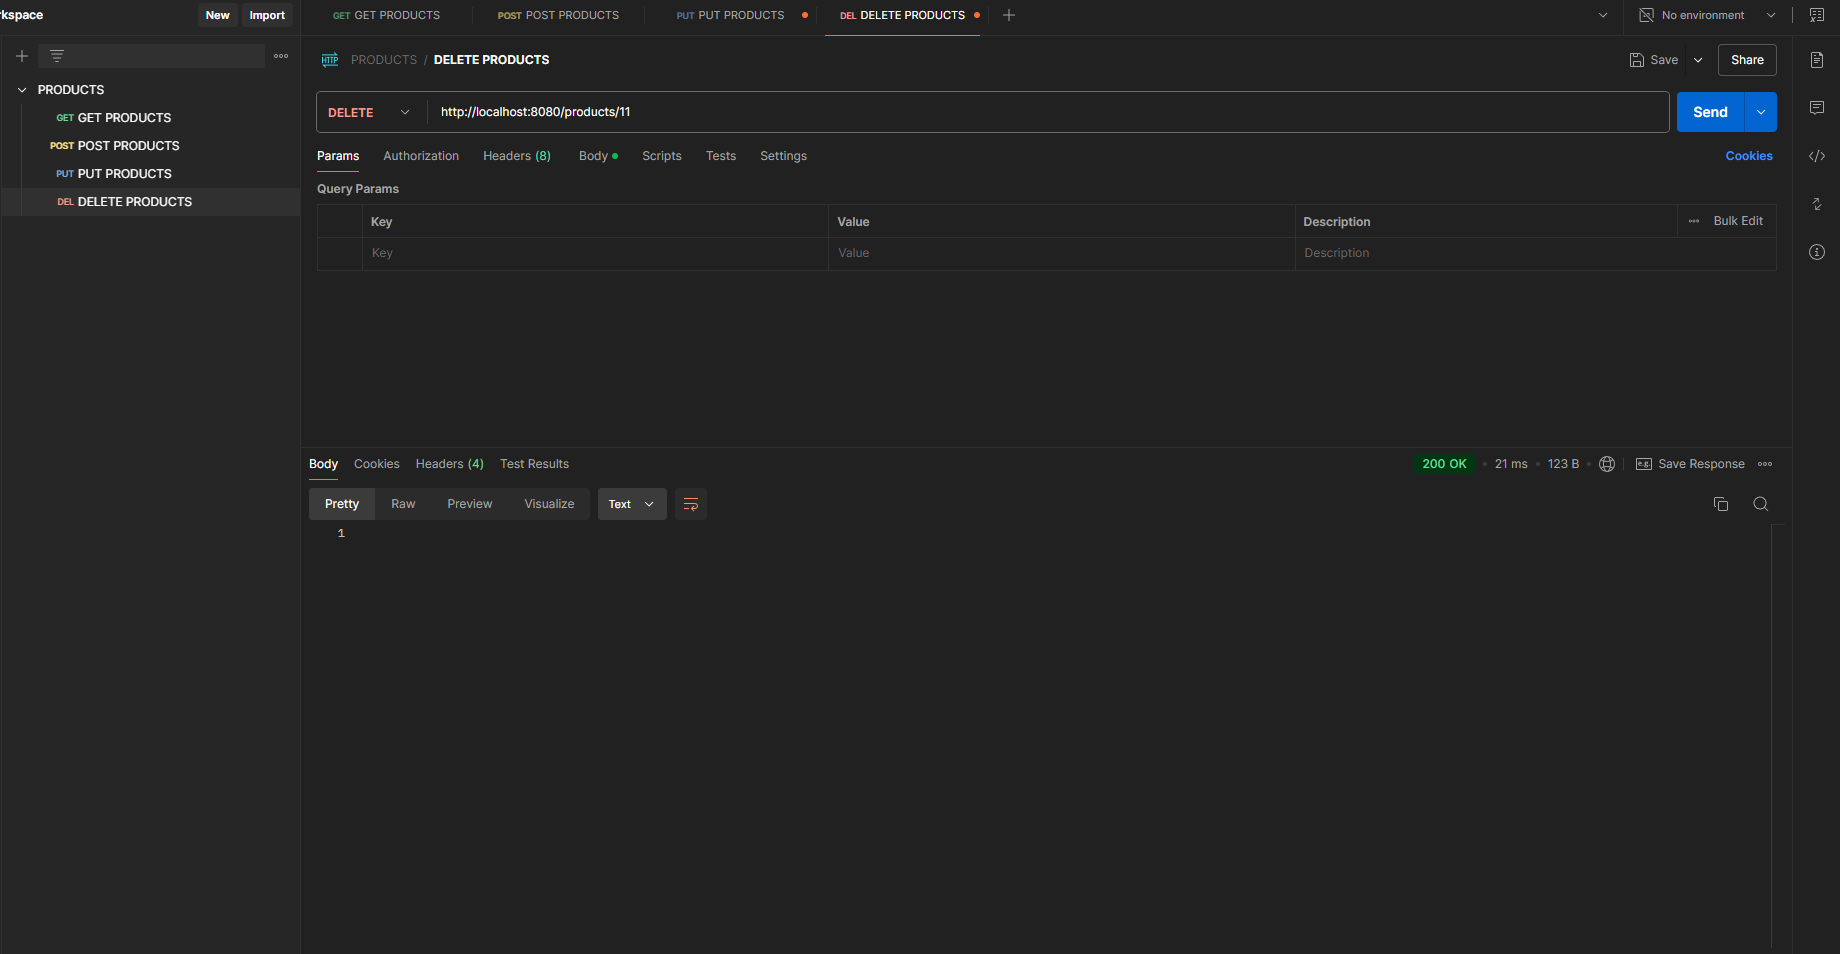 rkspace New Import GET GET PRODUCTS POST POST PRODUCTS PUT PUT PRODUCTS DEL DELETE PRODUCTS No environment
HTTP PRODUCTS / DELETE PRODUCTS Save Share
PRODUCTS
GET GET PRODUCTS
POST POST PRODUCTS
PUT PUT PRODUCTS
DEL DELETE PRODUCTS
DELETE http://localhost:8080/products/11 Send
Params Authorization Headers (8) Body Scripts Tests Settings Cookies
Query Params
Key Value Description Bulk Edit
Key Value Description
Body Cookies Headers (4) Test Results 200 OK 21 ms 123 B e.g. Save Response
Pretty Raw Preview Visualize Text
1